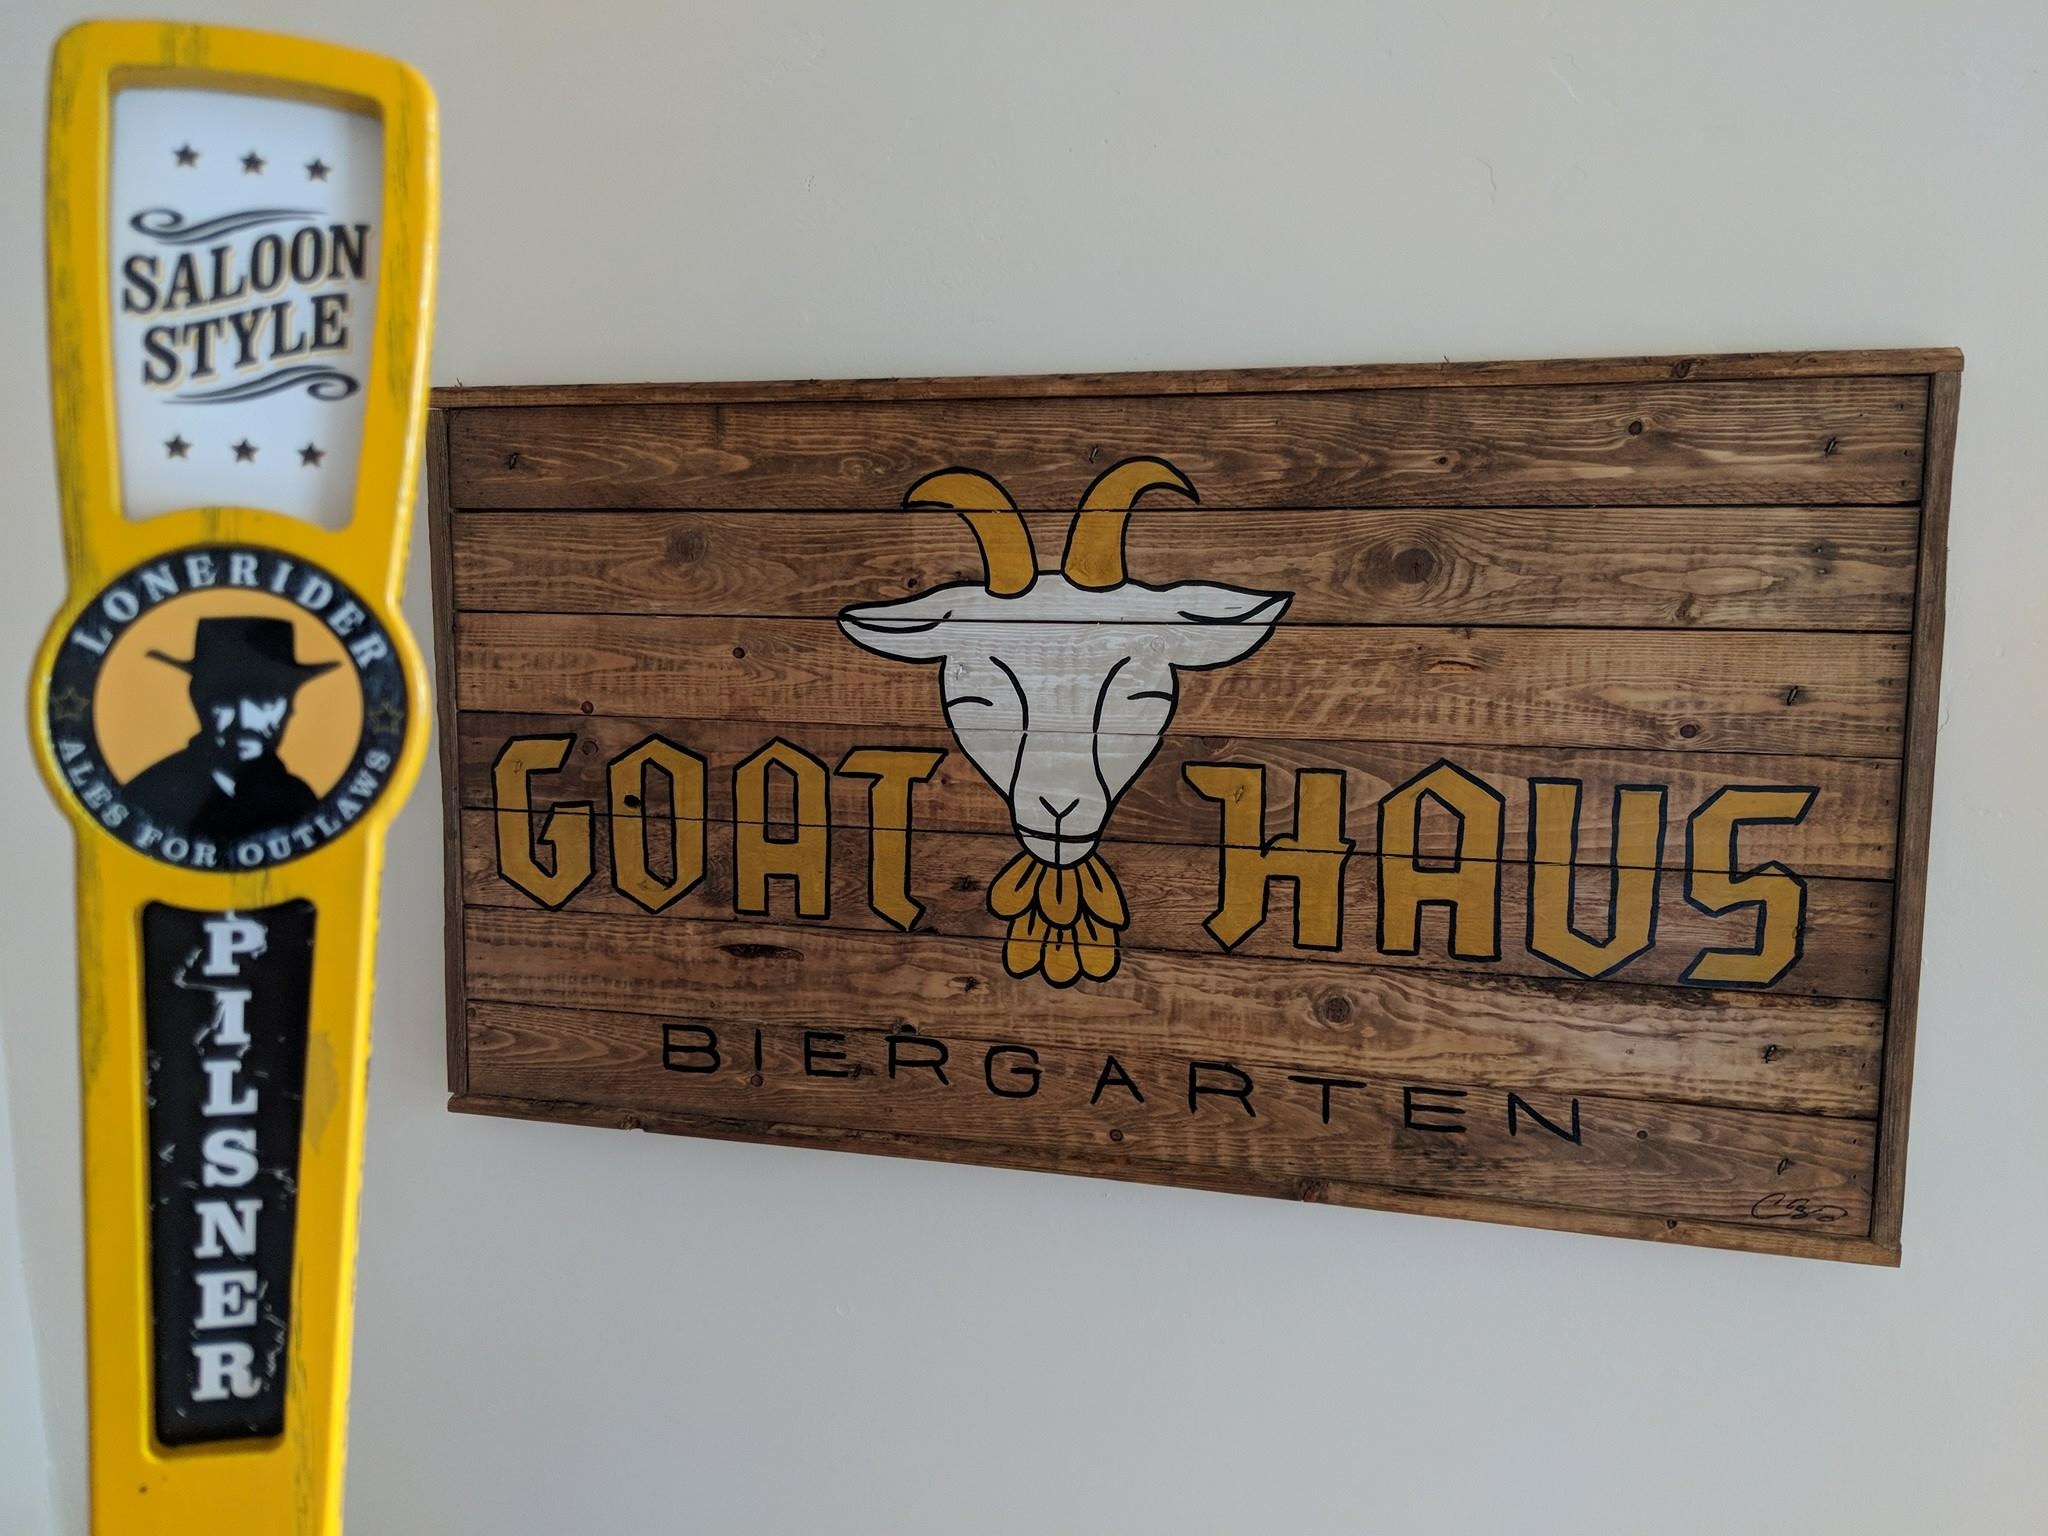 SALOON
STYLE
LONERIDER
ALES FOR OUTLAWS
PILSNER
GOAT HAUS
BIERGARTEN